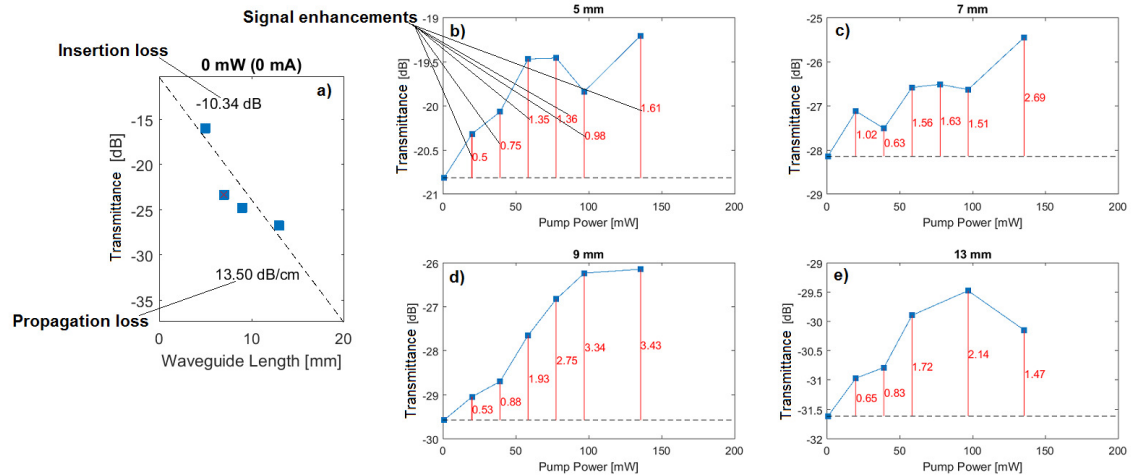 Signal enhancements
Insertion loss
0 mW (0 mA)
a)
-10.34 dB
-15
-20
-25
-30
-35
Transmittance [dB]
13.50 dB/cm
Propagation loss
0 10 20
Waveguide Length [mm]
5 mm
b)
-19
-19.5
-20
-20.5
-21
Transmittance [dB]
0.5
0.75
1.35
1.36
0.98
1.61
0 50 100 150 200
Pump Power [mW]
7 mm
c)
-25
-26
-27
-28
-29
Transmittance [dB]
1.02
0.63
1.56
1.63
1.51
2.69
0 50 100 150 200
Pump Power [mW]
9 mm
d)
-26
-27
-28
-29
-30
Transmittance [dB]
0.53
0.88
1.93
2.75
3.34
3.43
0 50 100 150 200
Pump Power [mW]
13 mm
e)
-29
-29.5
-30
-30.5
-31
-31.5
-32
Transmittance [dB]
0.65
0.83
1.72
2.14
1.47
0 50 100 150 200
Pump Power [mW]